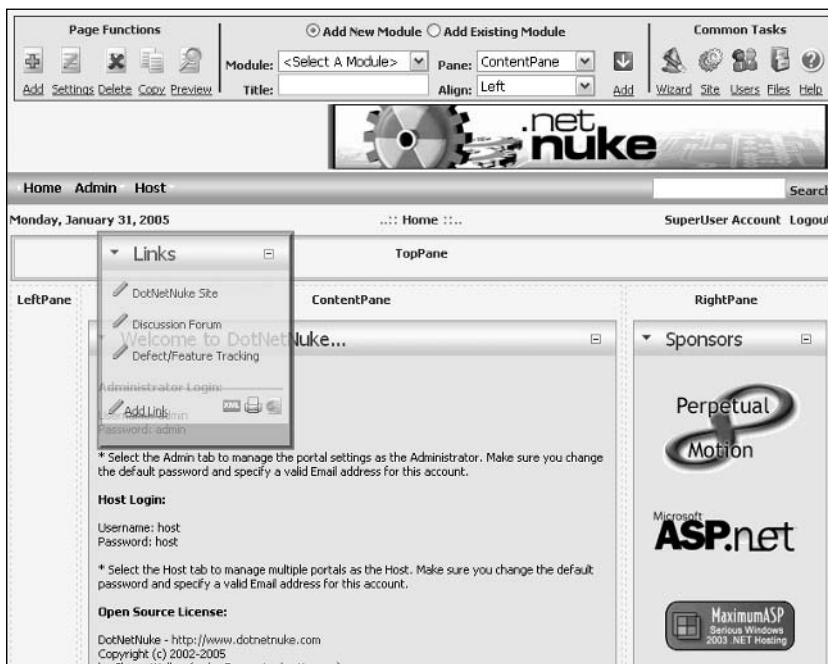 Page Functions
Add New Module Add Existing Module
Common Tasks
Module: <Select A Module> Pane: ContentPane
Title: Align: Left
Add Settings Delete Copy Preview
Add
Wizard Site Users Files Help
.net
nuke
Home Admin Host
Search
Monday, January 31, 2005
..:: Home ::..
SuperUser Account Logout
TopPane
Links
DotNetNuke Site
Discussion Forum
Defect/Feature Tracking
Add Link
XML
LeftPane
ContentPane
RightPane
Welcome to DotNetNuke...
Administrator Login:
Username: admin
Password: admin
* Select the Admin tab to manage the portal settings as the Administrator. Make sure you change
the default password and specify a valid Email address for this account.
Host Login:
Username: host
Password: host
* Select the Host tab to manage multiple portals as the Host. Make sure you change the default
password and specify a valid Email address for this account.
Open Source License:
DotNetNuke - http://www.dotnetnuke.com
Copyright (c) 2002-2005
Sponsors
Perpetual
Motion
Microsoft
ASP.net
MaximumASP
Serious Windows
2003 .NET Hosting